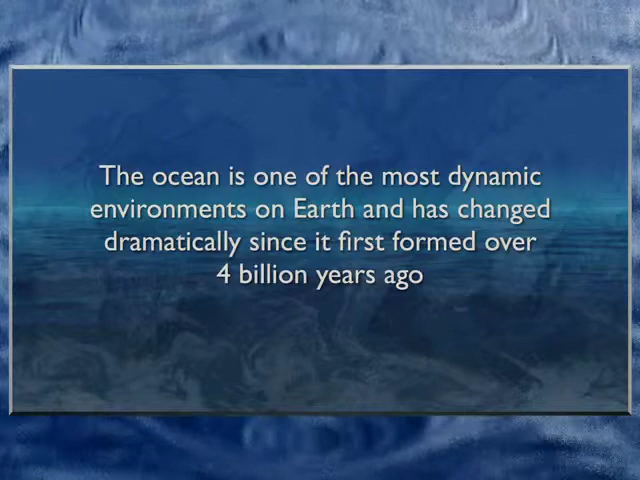 The ocean is one of the most dynamic
environments on Earth and has changed
dramatically since it first formed over
4 billion years ago